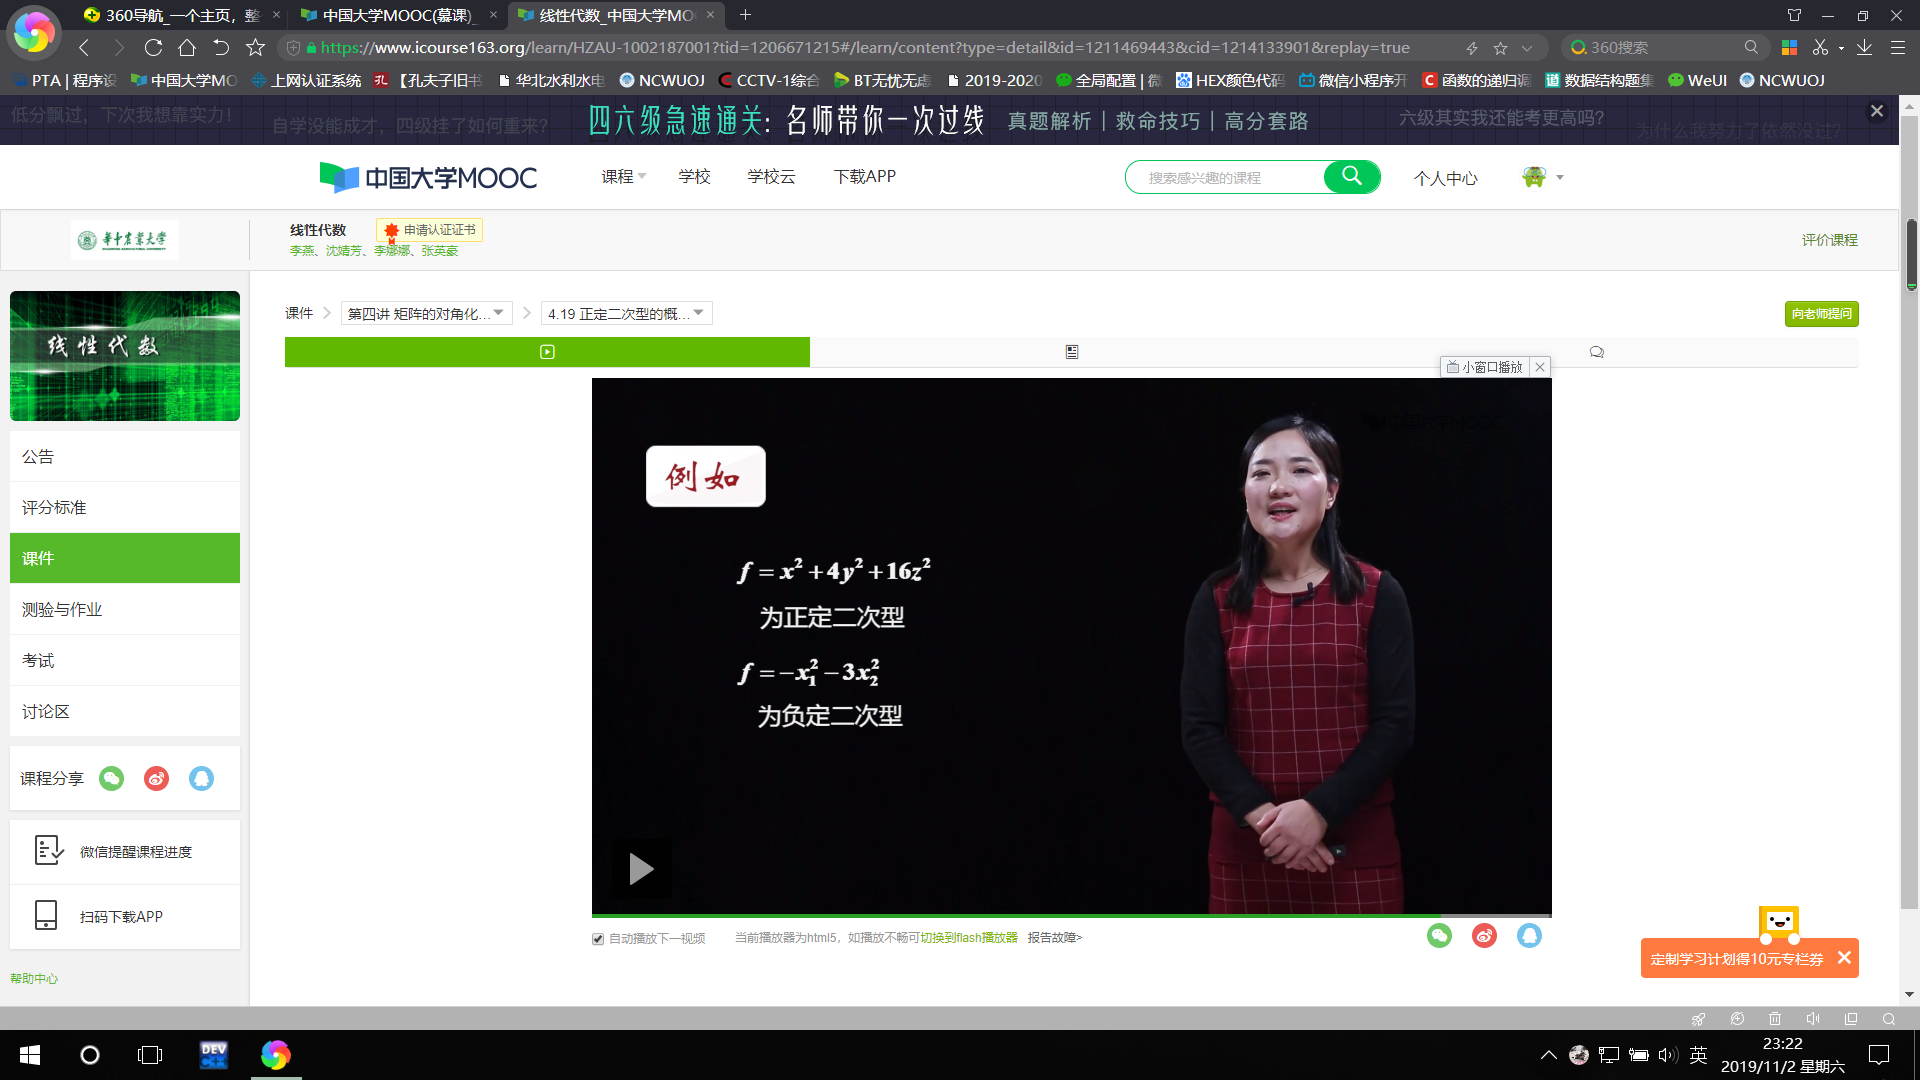 360导航_一个主页，整
中国大学MOOC(慕课)_
线性代数_中国大学MO
https://www.icourse163.org/learn/HZAU-1002187001?tid=1206671215#/learn/content?type=detail&id=1211469443&cid=1214133901&replay=true
360搜索
PTA | 程序设
中国大学MO
上网认证系统
【孔夫子旧书
华北水利水电
NCWUOJ
CCTV-1综合
BT无忧无虑
2019-2020
全局配置 | 微
HEX颜色代码
微信小程序开
函数的递归调
数据结构题集
WeUI
NCWUOJ
低分飘过，下次我想靠实力！
自学没能成才，四级挂了如何重来？
四六级急速通关：名师带你一次过线
真题解析 | 救命技巧 | 高分套路
六级其实我还能考更高吗？
为什么我努力了依然没过？
中国大学MOOC
课程
学校
学校云
下载APP
搜索感兴趣的课程
个人中心
华中农业大学
线性代数
申请认证证书
李燕、沈婧芳、李娜娜、张英豪
评价课程
线性代数
课件
第四讲 矩阵的对角化...
4.19 正定二次型的概...
向老师提问
小窗口播放
公告
评分标准
课件
测验与作业
考试
讨论区
课程分享
微信提醒课程进度
扫码下载APP
帮助中心
中国大学MOOC
例如
f = x² + 4y² + 16z²
为正定二次型
f = −x₁² − 3x₂²
为负定二次型
自动播放下一视频
当前播放器为html5，如播放不畅可切换到flash播放器
报告故障>
定制学习计划得10元专栏券
DEV
C++
英
23:22
2019/11/2 星期六